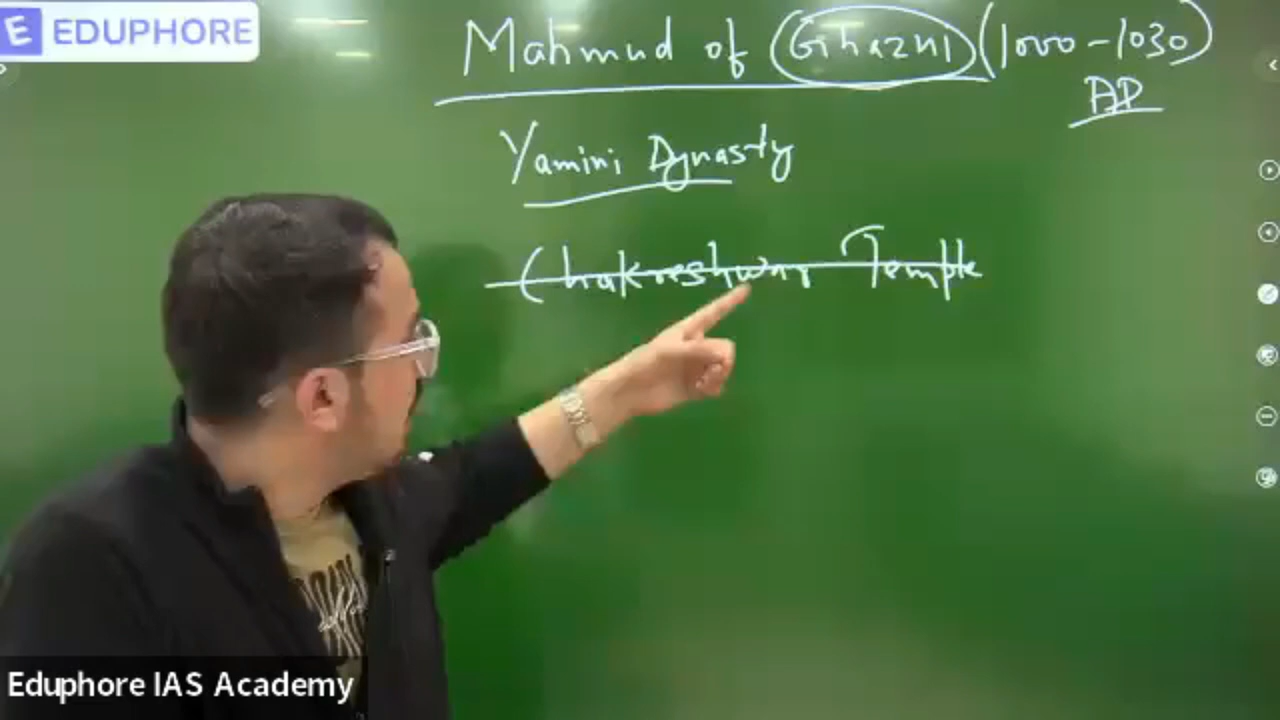 EDUPHORE
Mahmud of Ghazni (1000-1030)
AD
Yamini Dynasty
Chakreshwar Temple
Eduphore IAS Academy